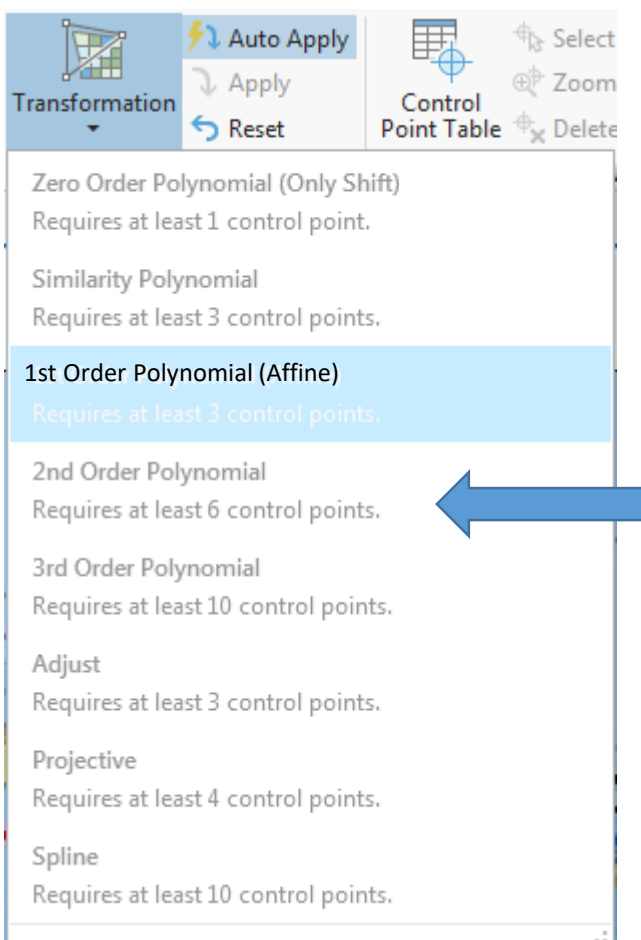 Transformation
Auto Apply
Apply
Reset
Control
Point Table
Select
Zoom
Delete
Zero Order Polynomial (Only Shift)
Requires at least 1 control point.
Similarity Polynomial
Requires at least 3 control points.
1st Order Polynomial (Affine)
Requires at least 3 control points.
2nd Order Polynomial
Requires at least 6 control points.
3rd Order Polynomial
Requires at least 10 control points.
Adjust
Requires at least 3 control points.
Projective
Requires at least 4 control points.
Spline
Requires at least 10 control points.